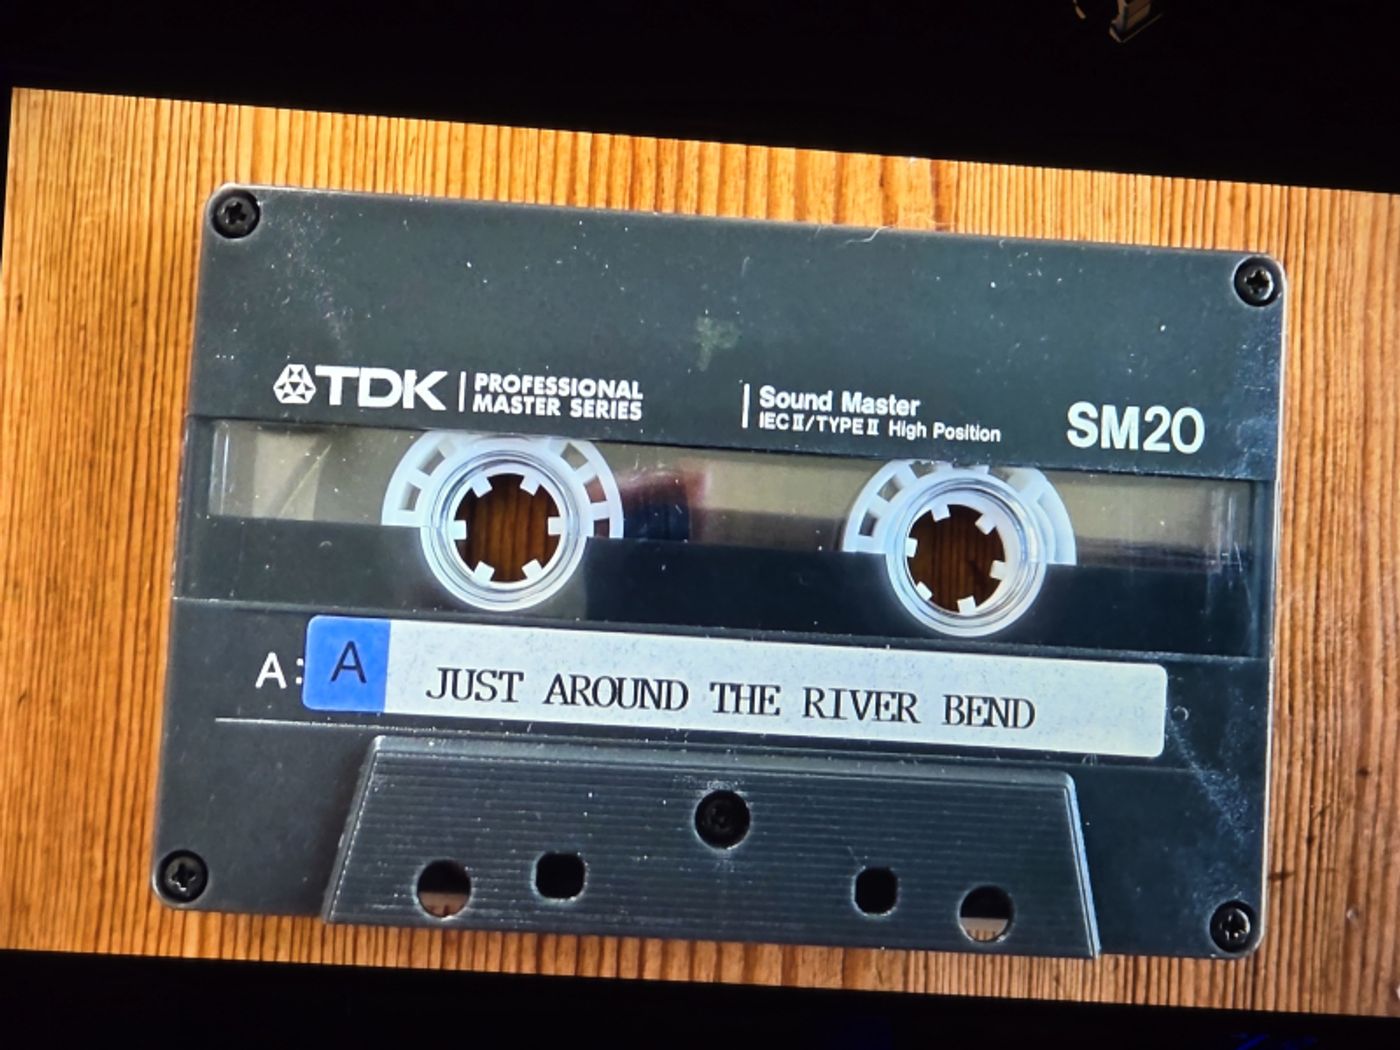 TDK
PROFESSIONAL
MASTER SERIES
Sound Master
IEC II/TYPE II High Position
SM20
A:
A
JUST AROUND THE RIVER BEND